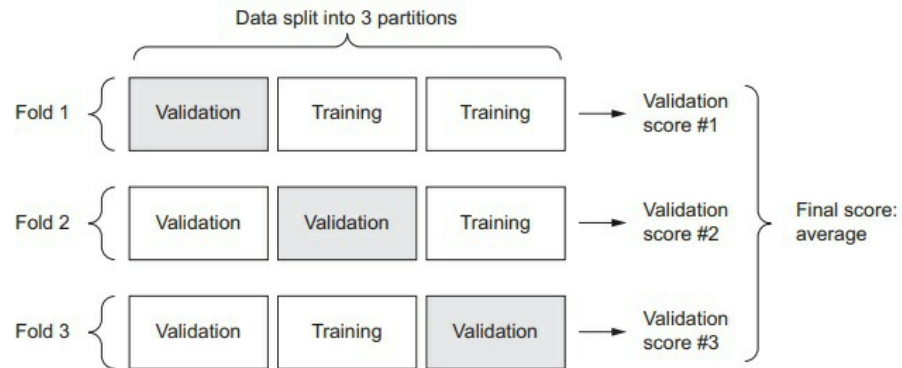 Data split into 3 partitions
Fold 1
Validation
Training
Training
Validation
score #1
Fold 2
Validation
Validation
Training
Validation
score #2
Final score:
average
Fold 3
Validation
Training
Validation
Validation
score #3